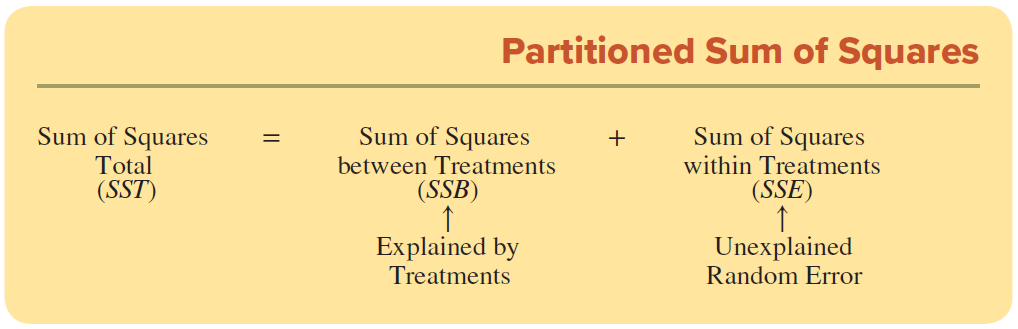 Partitioned Sum of Squares
Sum of Squares = Sum of Squares + Sum of Squares
Total between Treatments within Treatments
(SST) (SSB) (SSE)
↑ ↑
Explained by Unexplained
Treatments Random Error